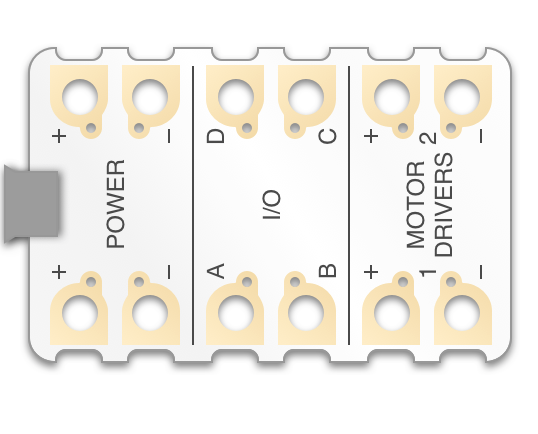 + − D C + 2 −
POWER
I/O
MOTOR
DRIVERS
+ − A B + 1 −